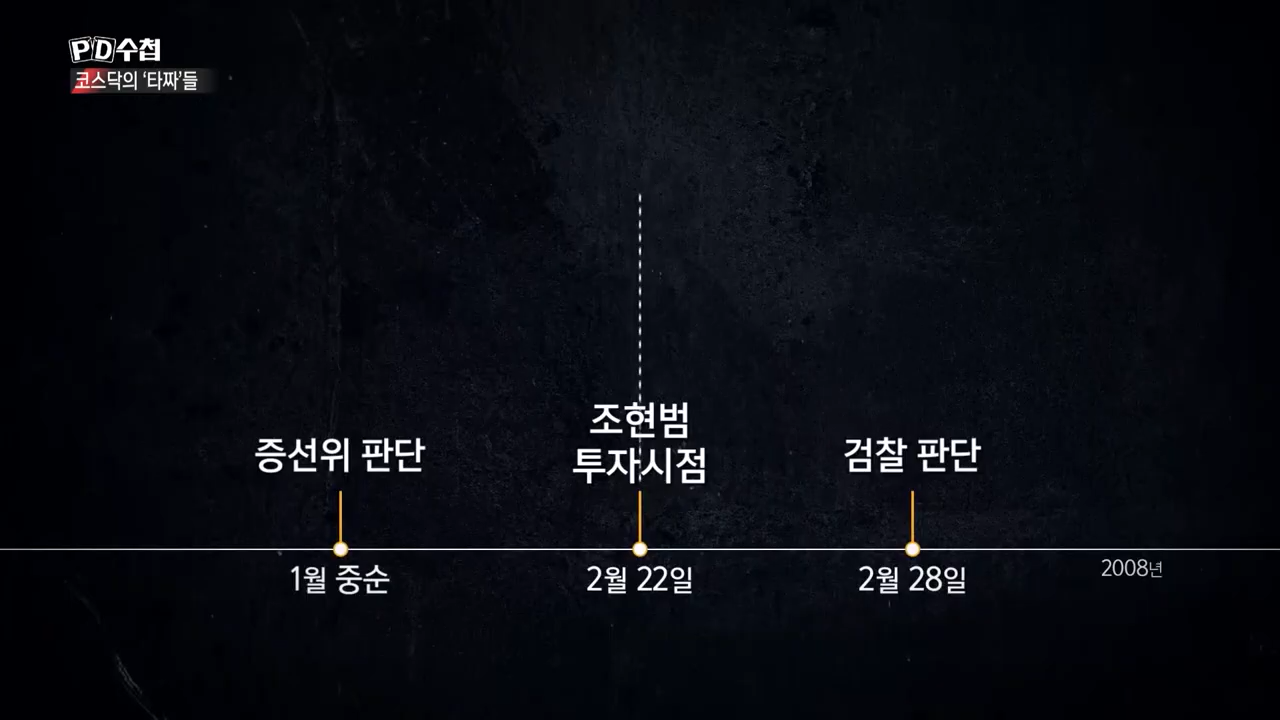 PD수첩
코스닥의 '타짜'들
증선위 판단
조현범
투자시점
검찰 판단
1월 중순
2월 22일
2월 28일
2008년